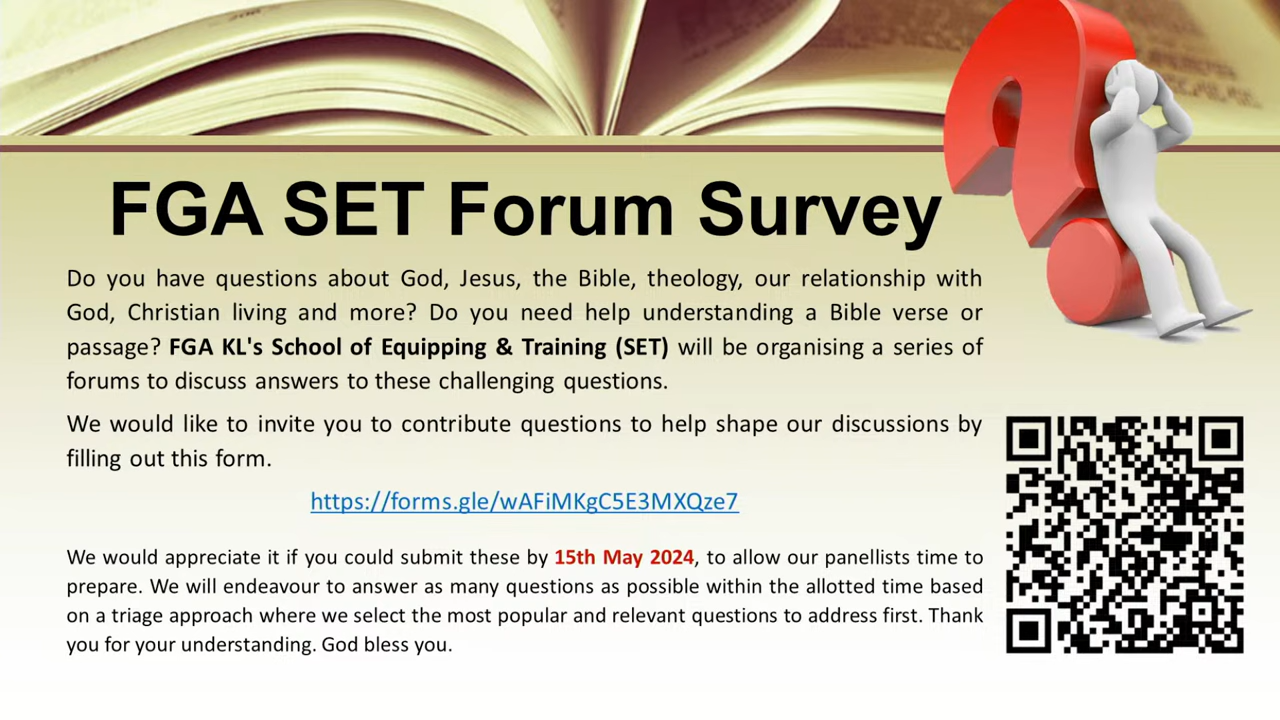 FGA SET Forum Survey
Do you have questions about God, Jesus, the Bible, theology, our relationship with
God, Christian living and more? Do you need help understanding a Bible verse or
passage? FGA KL's School of Equipping & Training (SET) will be organising a series of
forums to discuss answers to these challenging questions.
We would like to invite you to contribute questions to help shape our discussions by
filling out this form.
https://forms.gle/wAFiMKgC5E3MXQze7
We would appreciate it if you could submit these by 15th May 2024, to allow our panellists time to
prepare. We will endeavour to answer as many questions as possible within the allotted time based
on a triage approach where we select the most popular and relevant questions to address first. Thank
you for your understanding. God bless you.